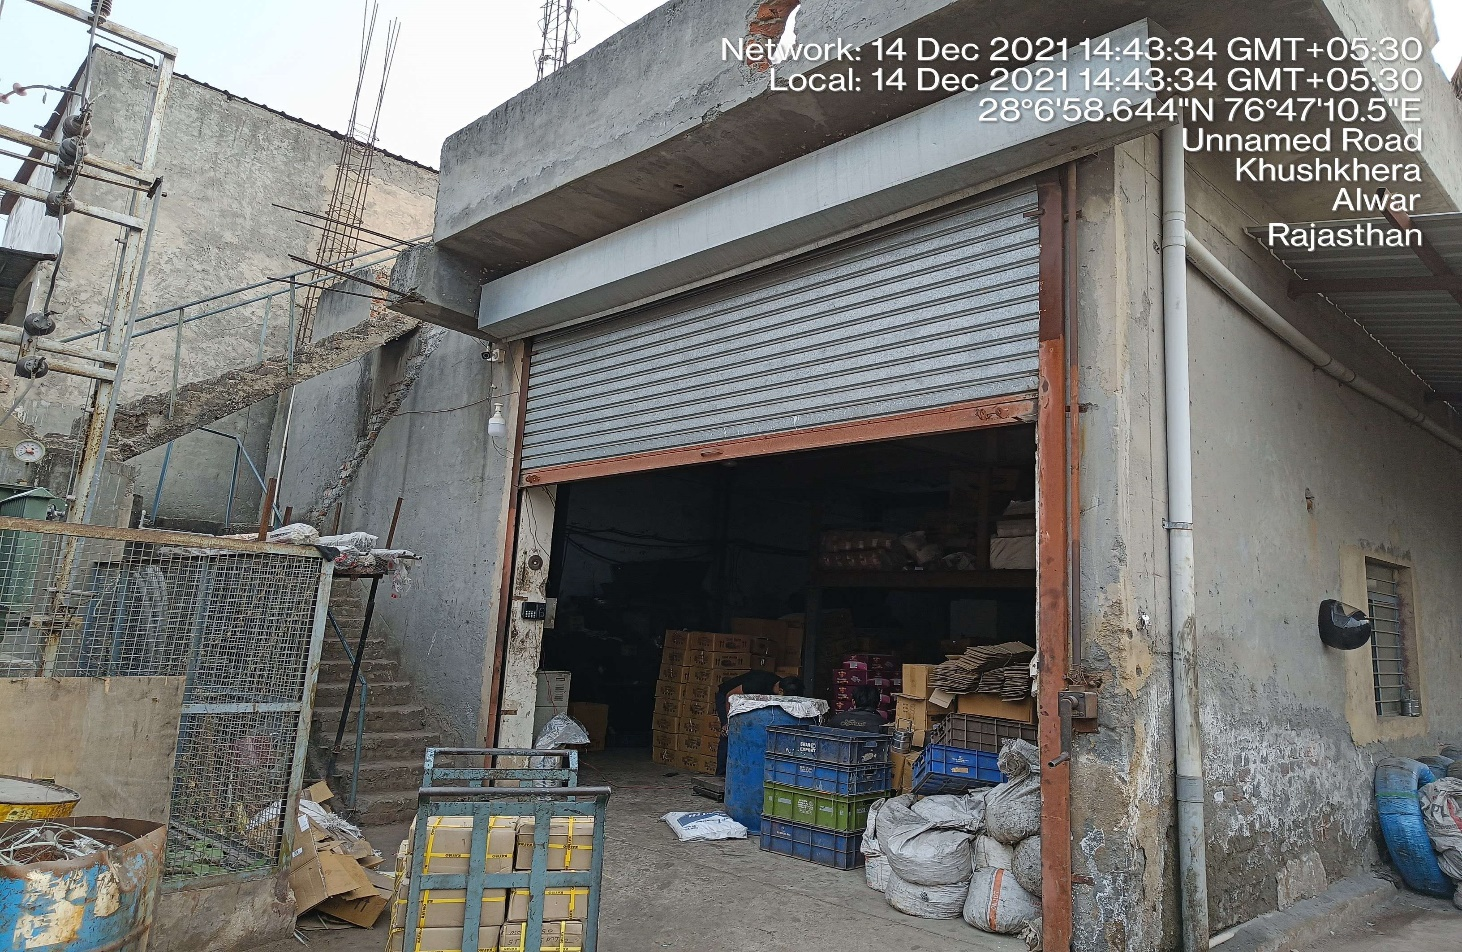 Network: 14 Dec 2021 14:43:34 GMT+05:30
Local: 14 Dec 2021 14:43:34 GMT+05:30
28°6'58.644"N 76°47'10.5"E
Unnamed Road
Khushkhera
Alwar
Rajasthan